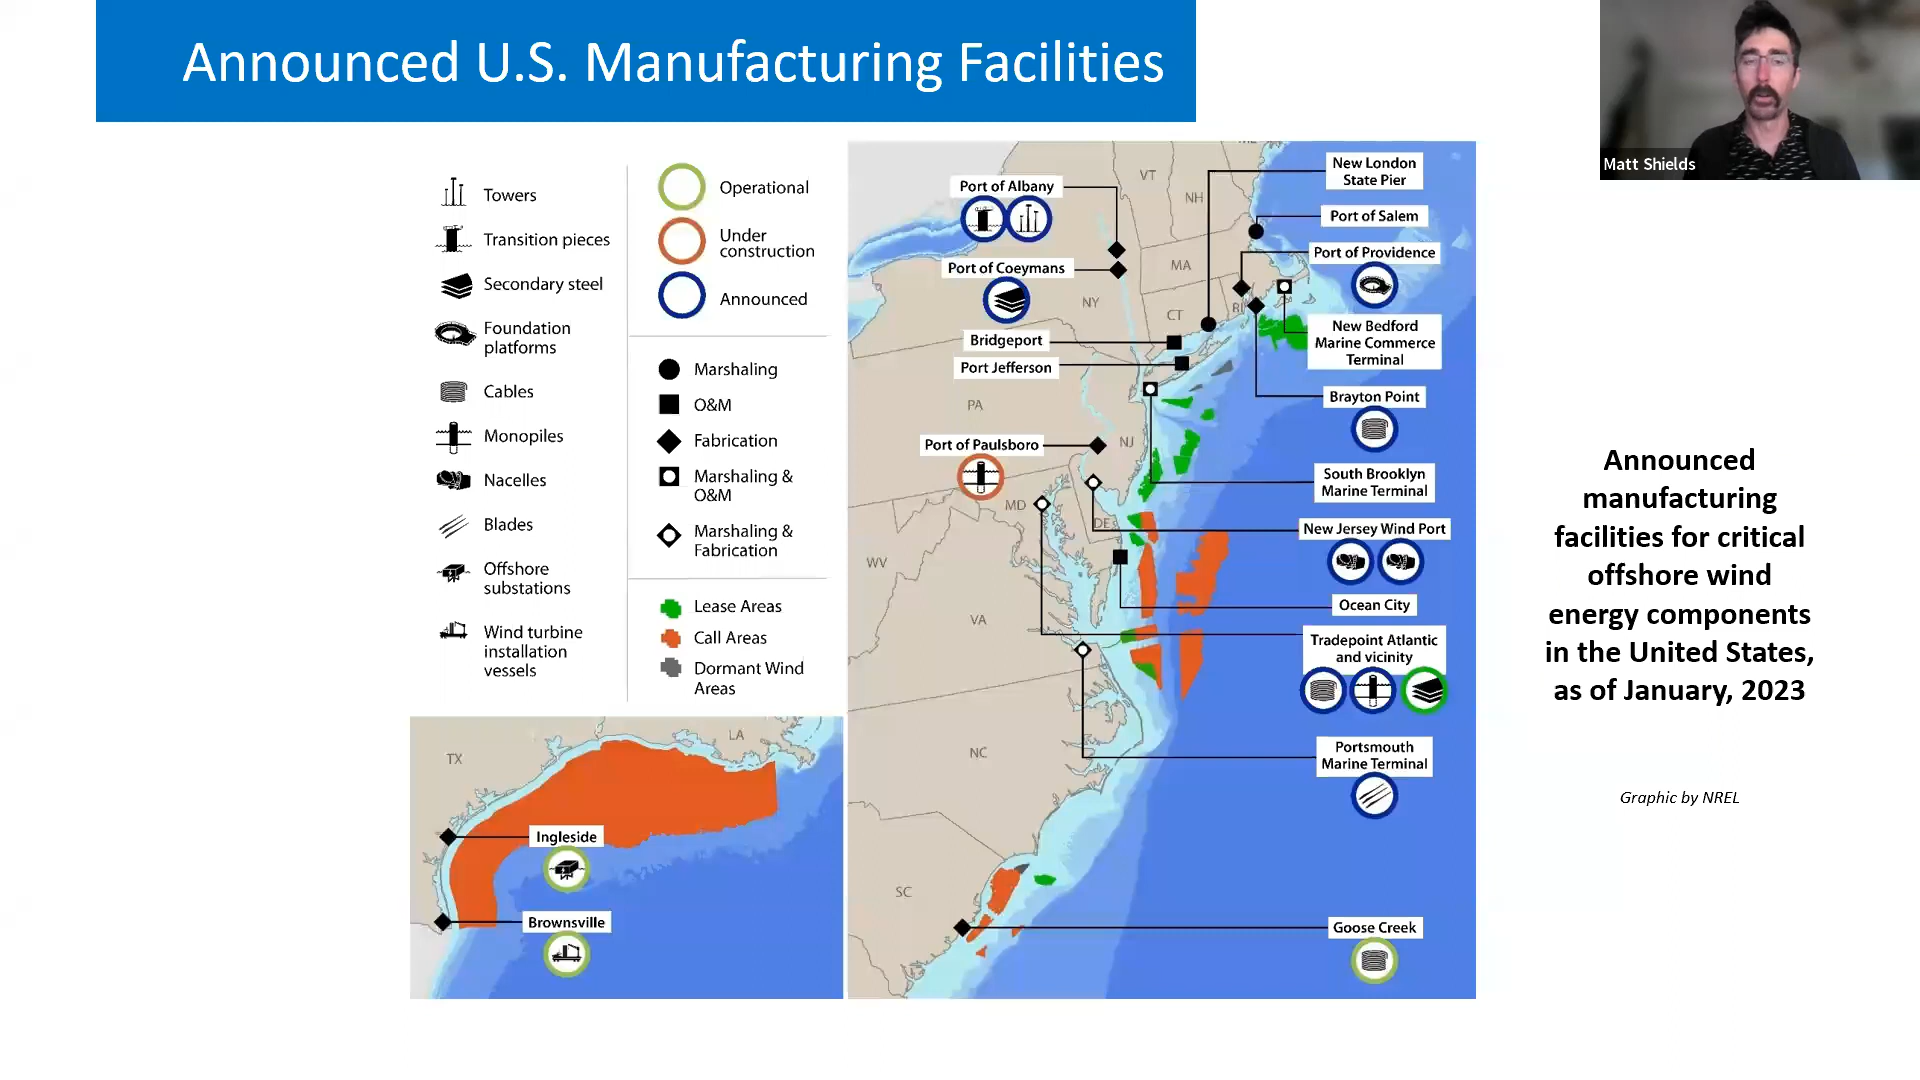 Announced U.S. Manufacturing Facilities
Matt Shields
Towers
Transition pieces
Secondary steel
Foundation
platforms
Cables
Monopiles
Nacelles
Blades
Offshore
substations
Wind turbine
installation
vessels
Operational
Under
construction
Announced
Marshaling
O&M
Fabrication
Marshaling &
O&M
Marshaling &
Fabrication
Lease Areas
Call Areas
Dormant Wind
Areas
TX
LA
Ingleside
Brownsville
VT
NH
MA
NY
CT
RI
PA
NJ
MD
DE
WV
VA
NC
SC
Port of Albany
Port of Coeymans
Bridgeport
Port Jefferson
Port of Paulsboro
New London
State Pier
Port of Salem
Port of Providence
New Bedford
Marine Commerce
Terminal
Brayton Point
South Brooklyn
Marine Terminal
New Jersey Wind Port
Ocean City
Tradepoint Atlantic
and vicinity
Portsmouth
Marine Terminal
Goose Creek
Announced
manufacturing
facilities for critical
offshore wind
energy components
in the United States,
as of January, 2023
Graphic by NREL